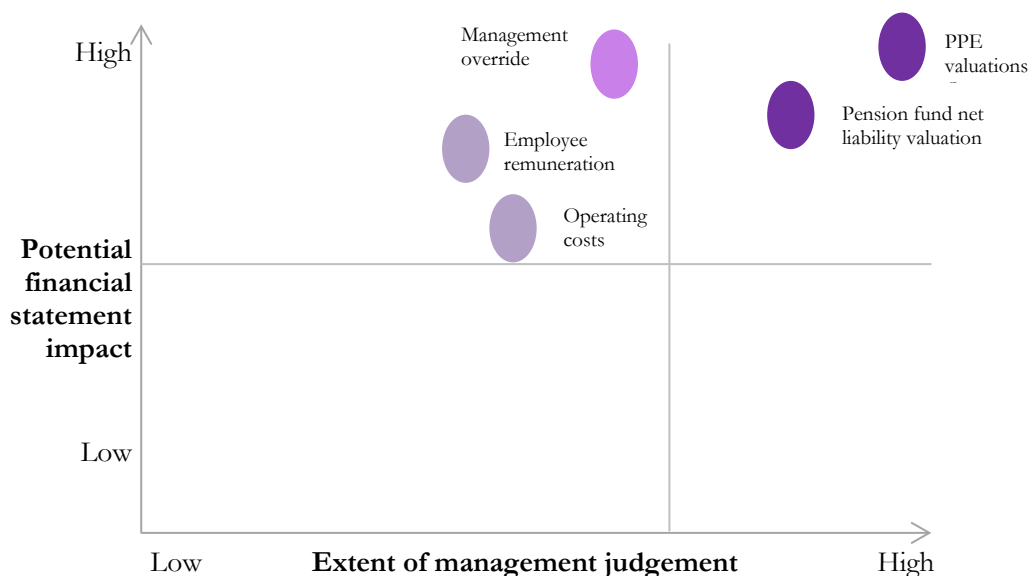 High
Management
override
PPE
valuations
Pension fund net
liability valuation
Employee
remuneration
Operating
costs
Potential
financial
statement
impact
Low
Low
Extent of management judgement
High